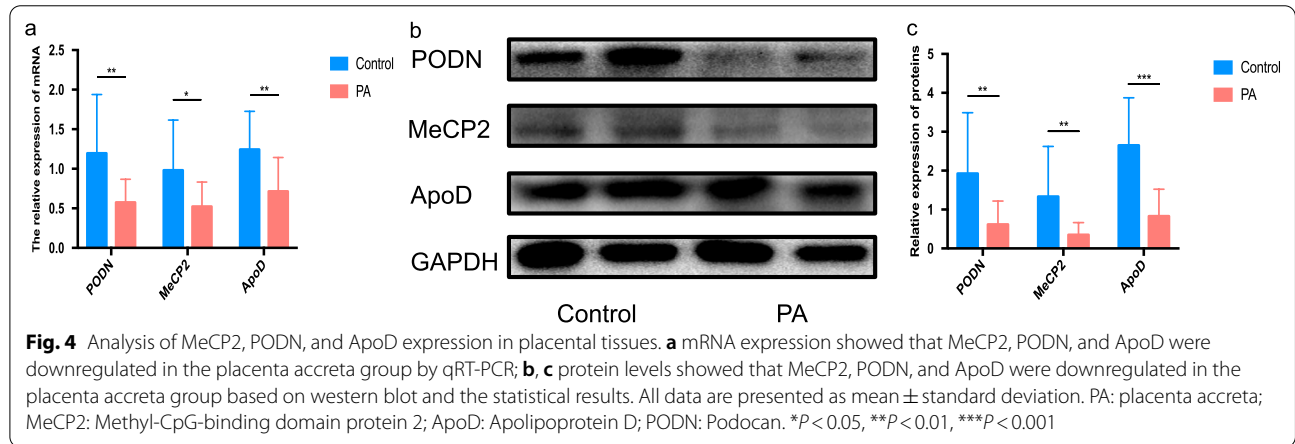 a
The relative expression of mRNA
2.5
2.0
1.5
1.0
0.5
0.0
**
*
**
PODN
MeCP2
ApoD
Control
PA
b
PODN
MeCP2
ApoD
GAPDH
Control PA
c
Relative expression of proteins
5
4
3
2
1
0
**
**
***
PODN
MeCP2
ApoD
Control
PA
Fig. 4 Analysis of MeCP2, PODN, and ApoD expression in placental tissues. a mRNA expression showed that MeCP2, PODN, and ApoD were
downregulated in the placenta accreta group by qRT-PCR; b, c protein levels showed that MeCP2, PODN, and ApoD were downregulated in the
placenta accreta group based on western blot and the statistical results. All data are presented as mean ± standard deviation. PA: placenta accreta;
MeCP2: Methyl-CpG-binding domain protein 2; ApoD: Apolipoprotein D; PODN: Podocan. *P < 0.05, **P < 0.01, ***P < 0.001